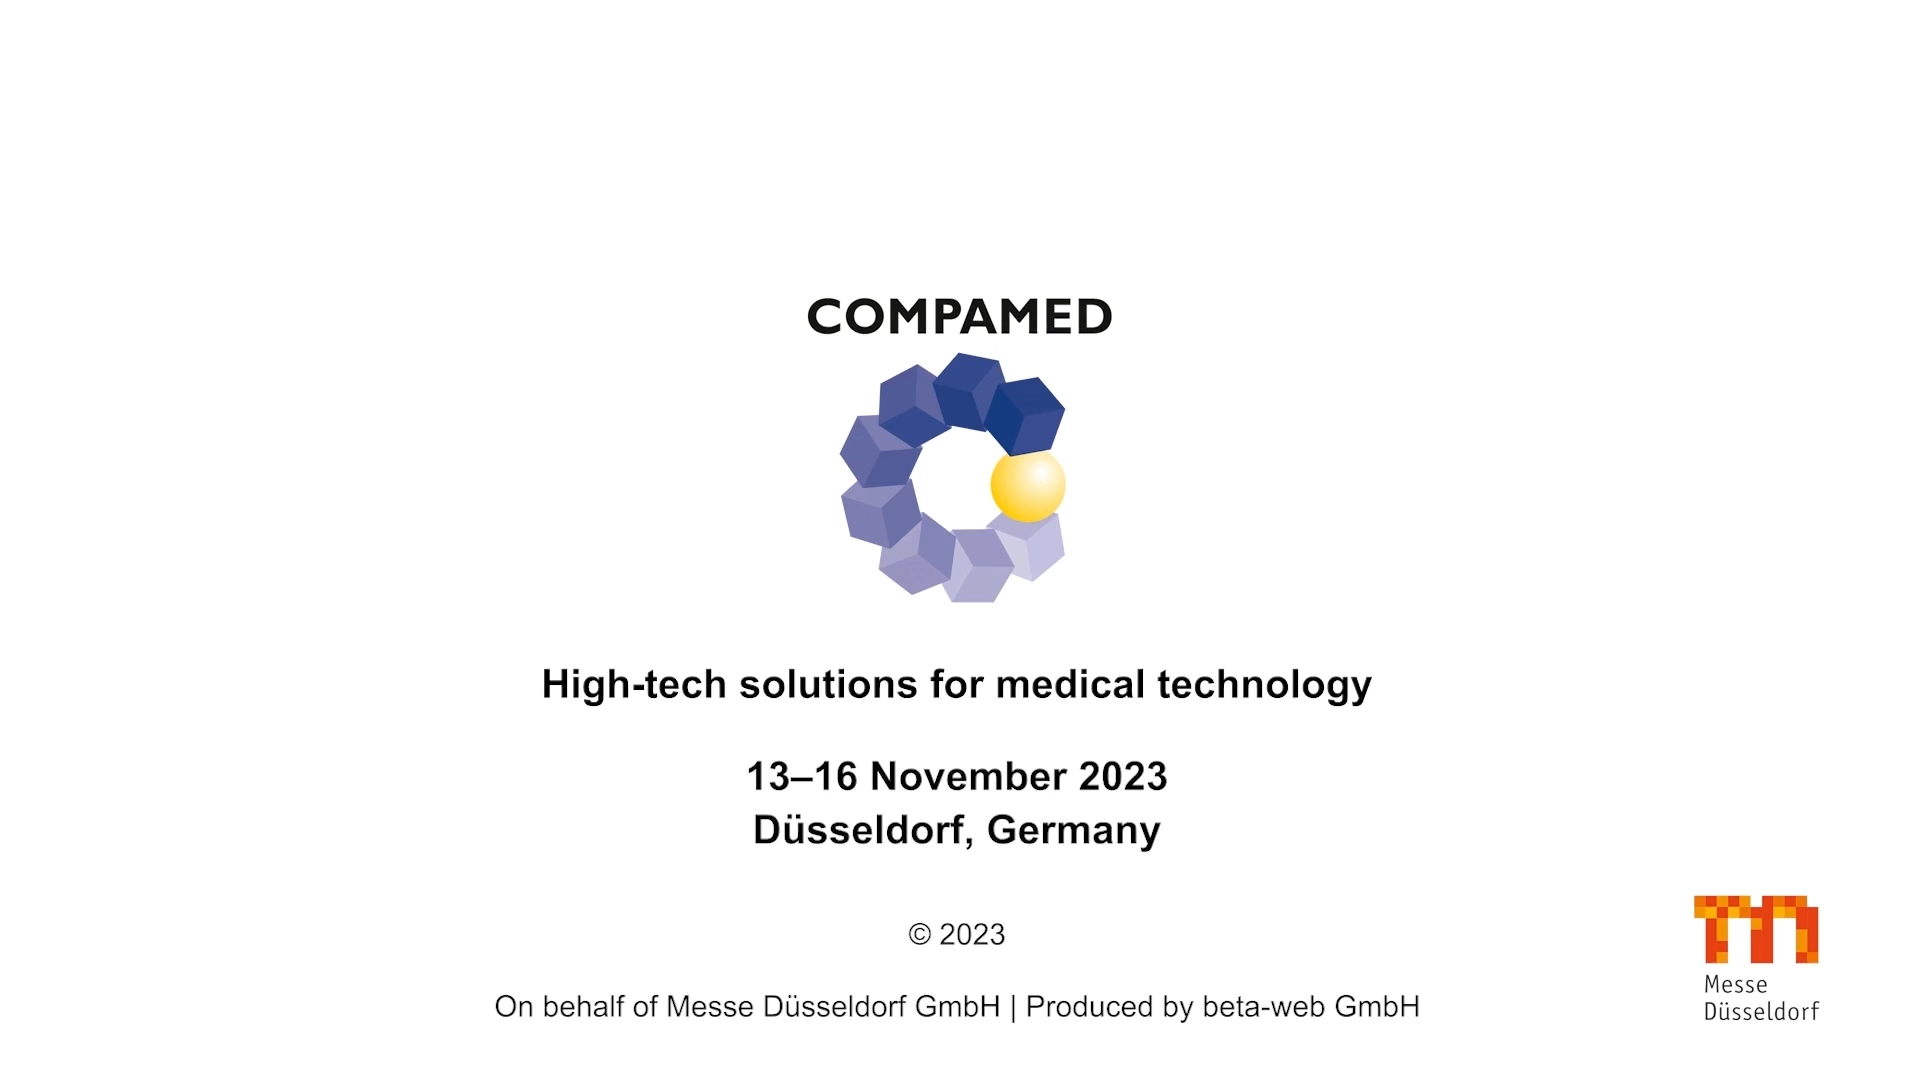 COMPAMED
High-tech solutions for medical technology
13–16 November 2023
Düsseldorf, Germany
© 2023
On behalf of Messe Düsseldorf GmbH | Produced by beta-web GmbH
Messe
Düsseldorf